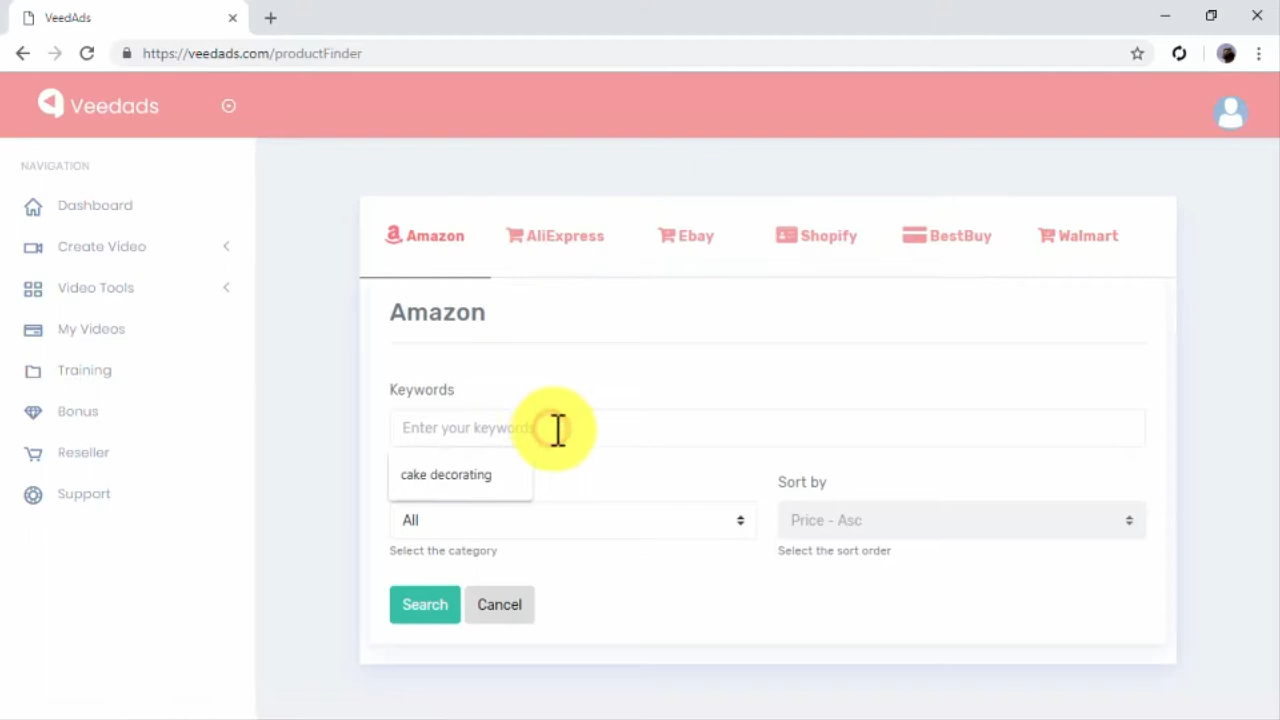 VeedAds
https://veedads.com/productFinder
Veedads
NAVIGATION
Dashboard
Create Video
Video Tools
My Videos
Training
Bonus
Reseller
Support
Amazon AliExpress Ebay Shopify BestBuy Walmart
Amazon
Keywords
Enter your keywords
cake decorating
Sort by
All
Price - Asc
Select the category
Select the sort order
Search Cancel